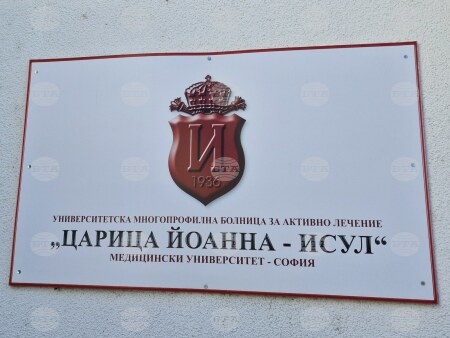 И
1936
УНИВЕРСИТЕТСКА МНОГОПРОФИЛНА БОЛНИЦА ЗА АКТИВНО ЛЕЧЕНИЕ
„ЦАРИЦА ЙОАННА - ИСУЛ“
МЕДИЦИНСКИ УНИВЕРСИТЕТ - СОФИЯ